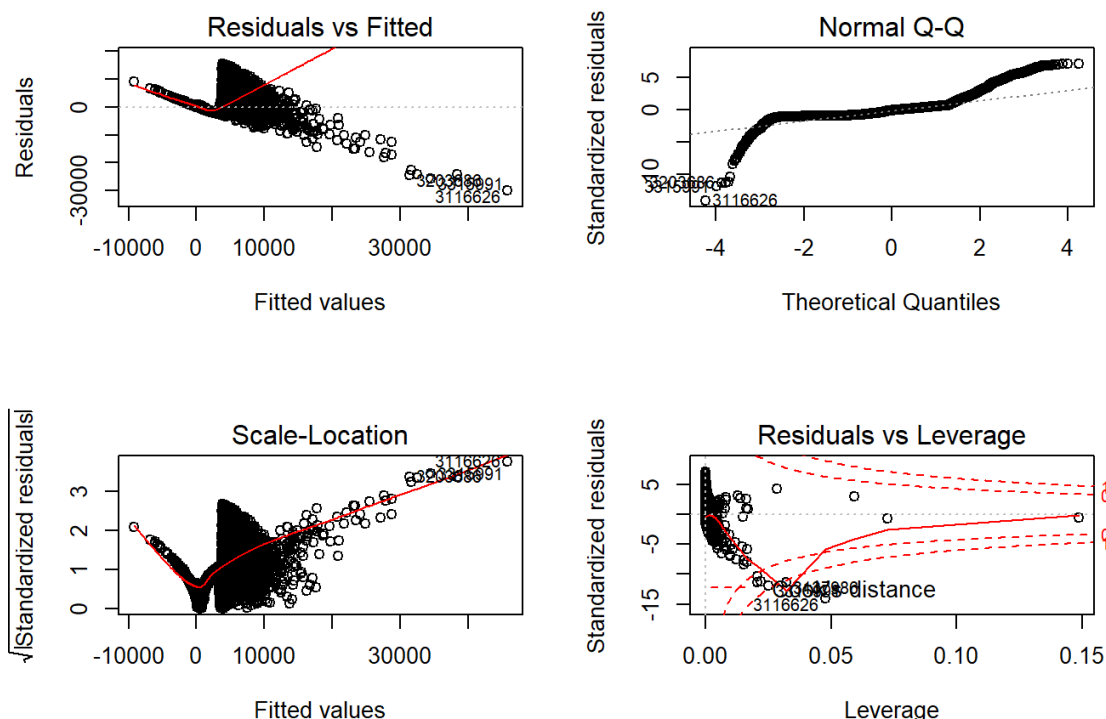 Residuals vs Fitted
Residuals
0
-30000
-10000 0 10000 30000
Fitted values
3116626
Normal Q-Q
Standardized residuals
5
0
-10
-4 -2 0 2 4
Theoretical Quantiles
3116626
Scale-Location
√|Standardized residuals|
3
2
1
0
-10000 0 10000 30000
Fitted values
3116626
Residuals vs Leverage
Standardized residuals
5
-5
-15
0.00 0.05 0.10 0.15
Leverage
distance
3116626